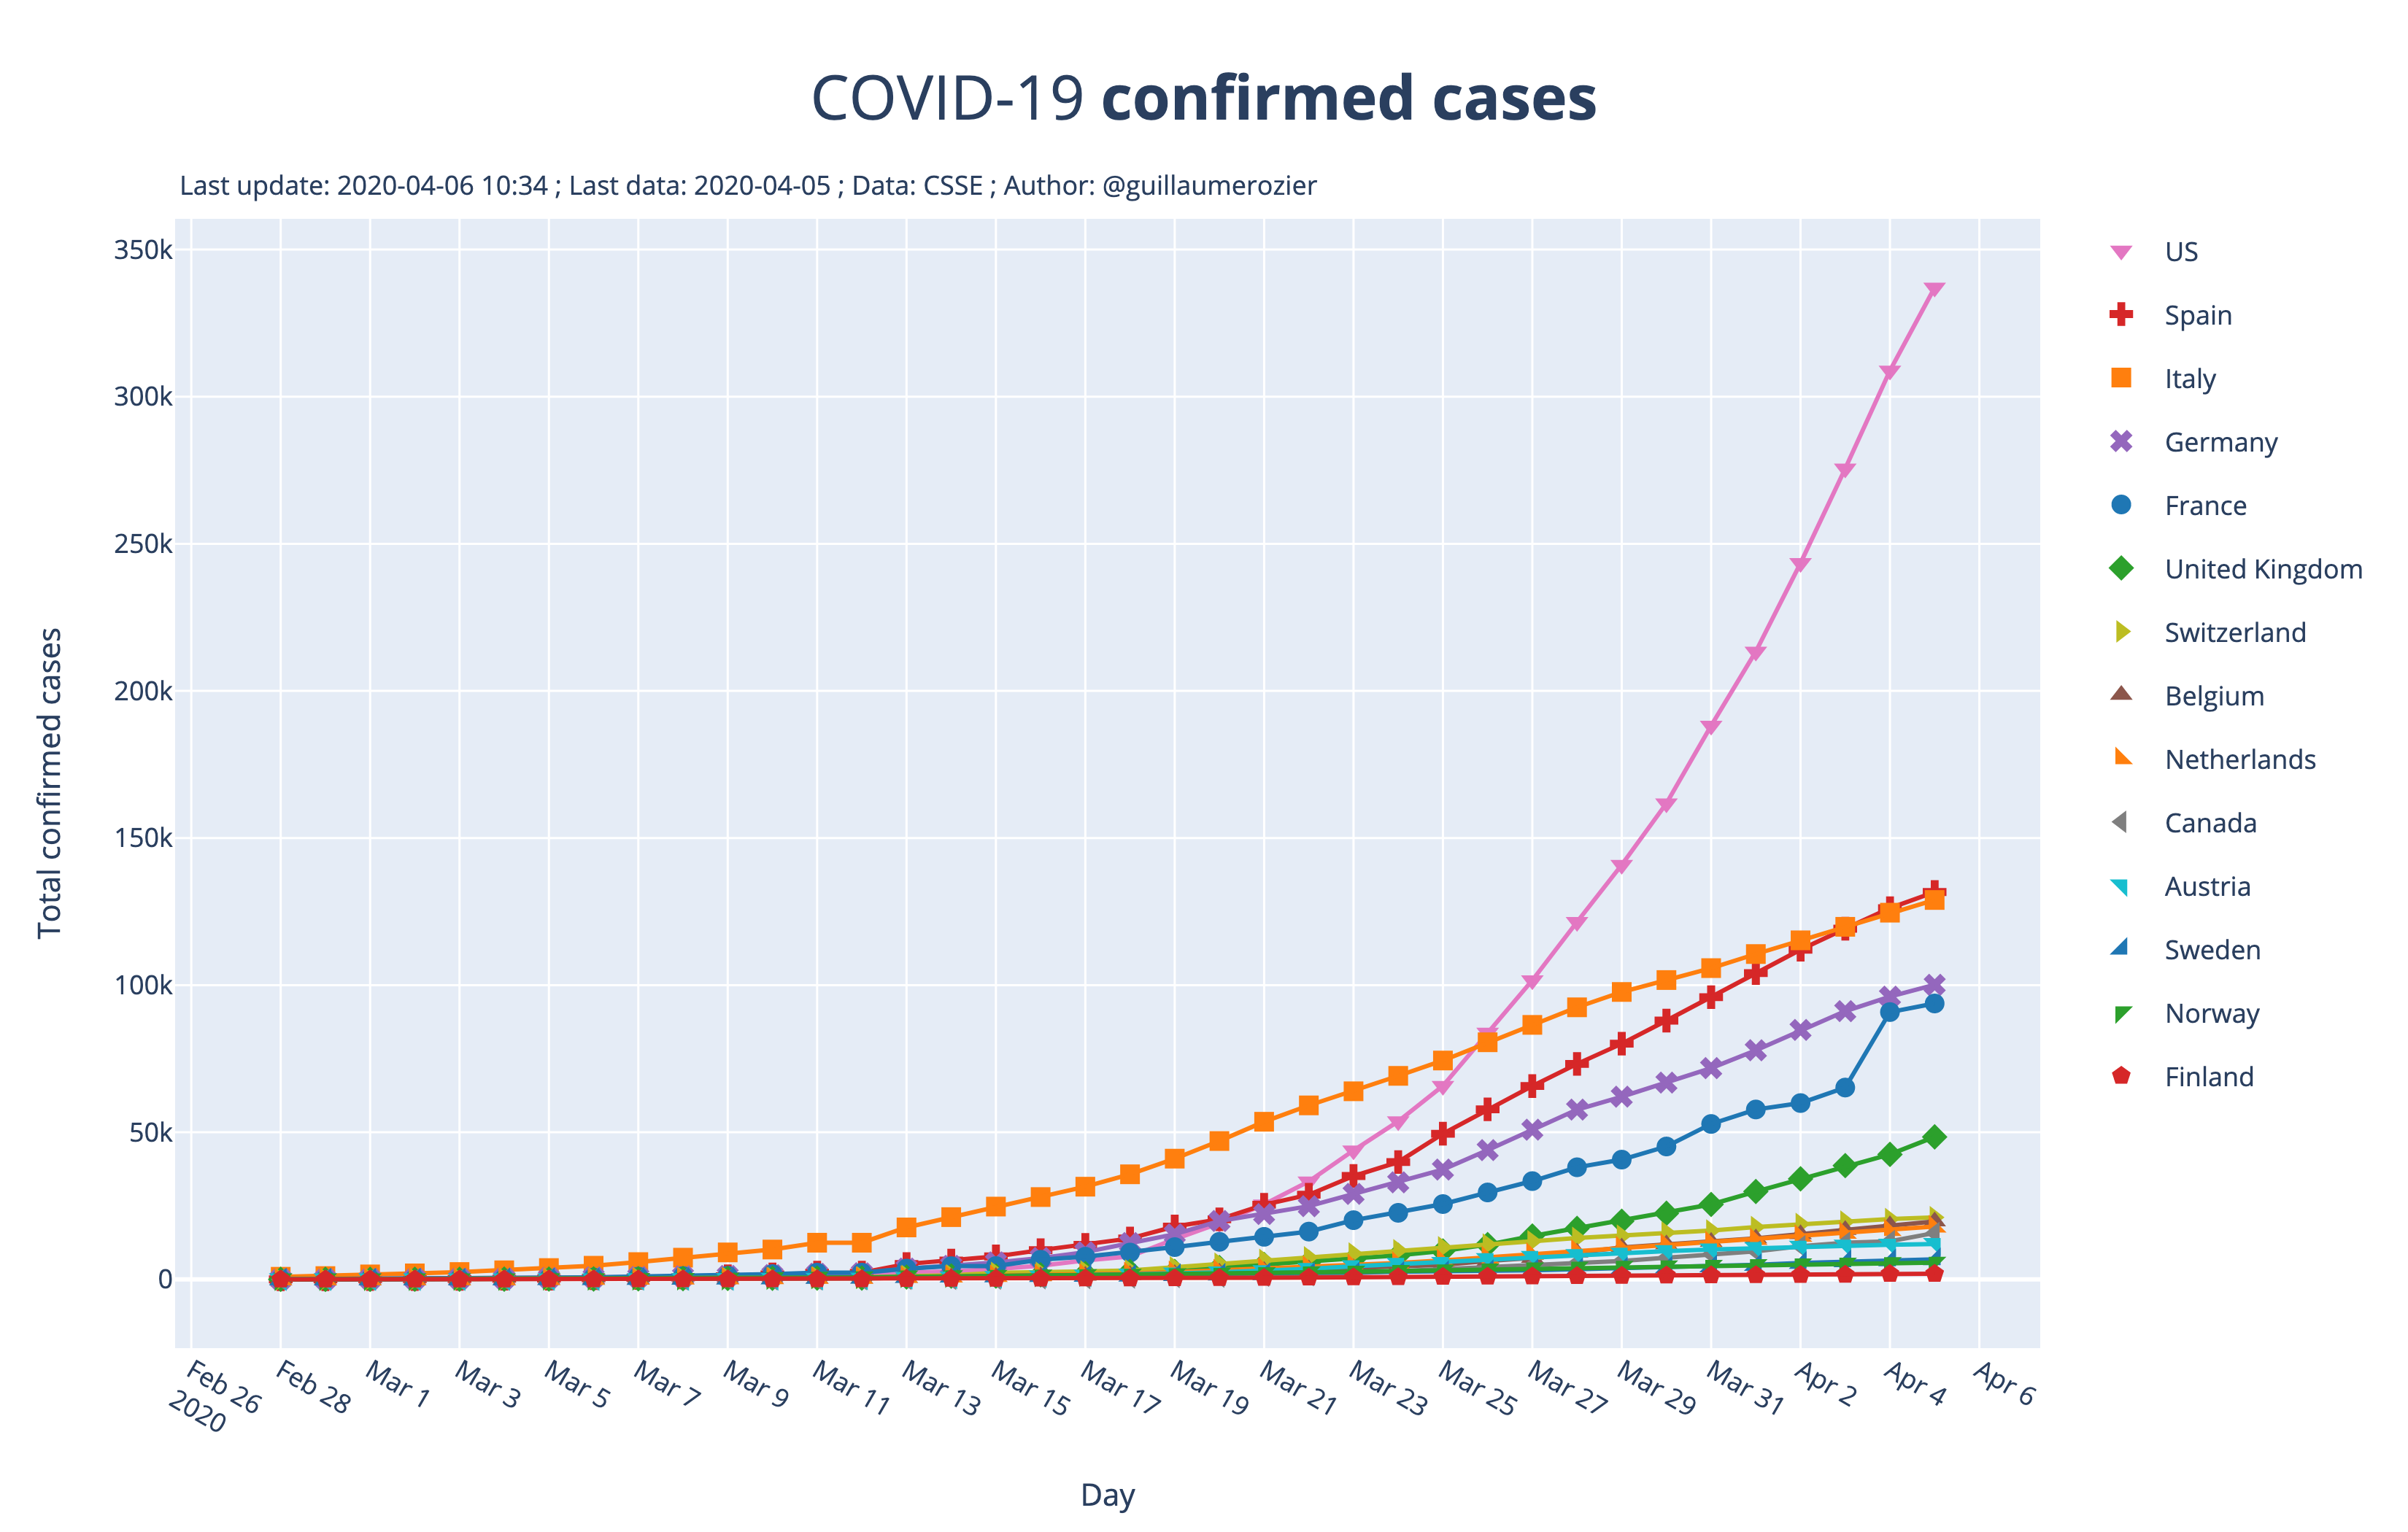 COVID-19 confirmed cases
Last update: 2020-04-06 10:34 ; Last data: 2020-04-05 ; Data: CSSE ; Author: @guillaumerozier
350k
300k
250k
200k
150k
100k
50k
0
Total confirmed cases
Feb 26
2020
Feb 28
Mar 1
Mar 3
Mar 5
Mar 7
Mar 9
Mar 11
Mar 13
Mar 15
Mar 17
Mar 19
Mar 21
Mar 23
Mar 25
Mar 27
Mar 29
Mar 31
Apr 2
Apr 4
Apr 6
Day
US
Spain
Italy
Germany
France
United Kingdom
Switzerland
Belgium
Netherlands
Canada
Austria
Sweden
Norway
Finland